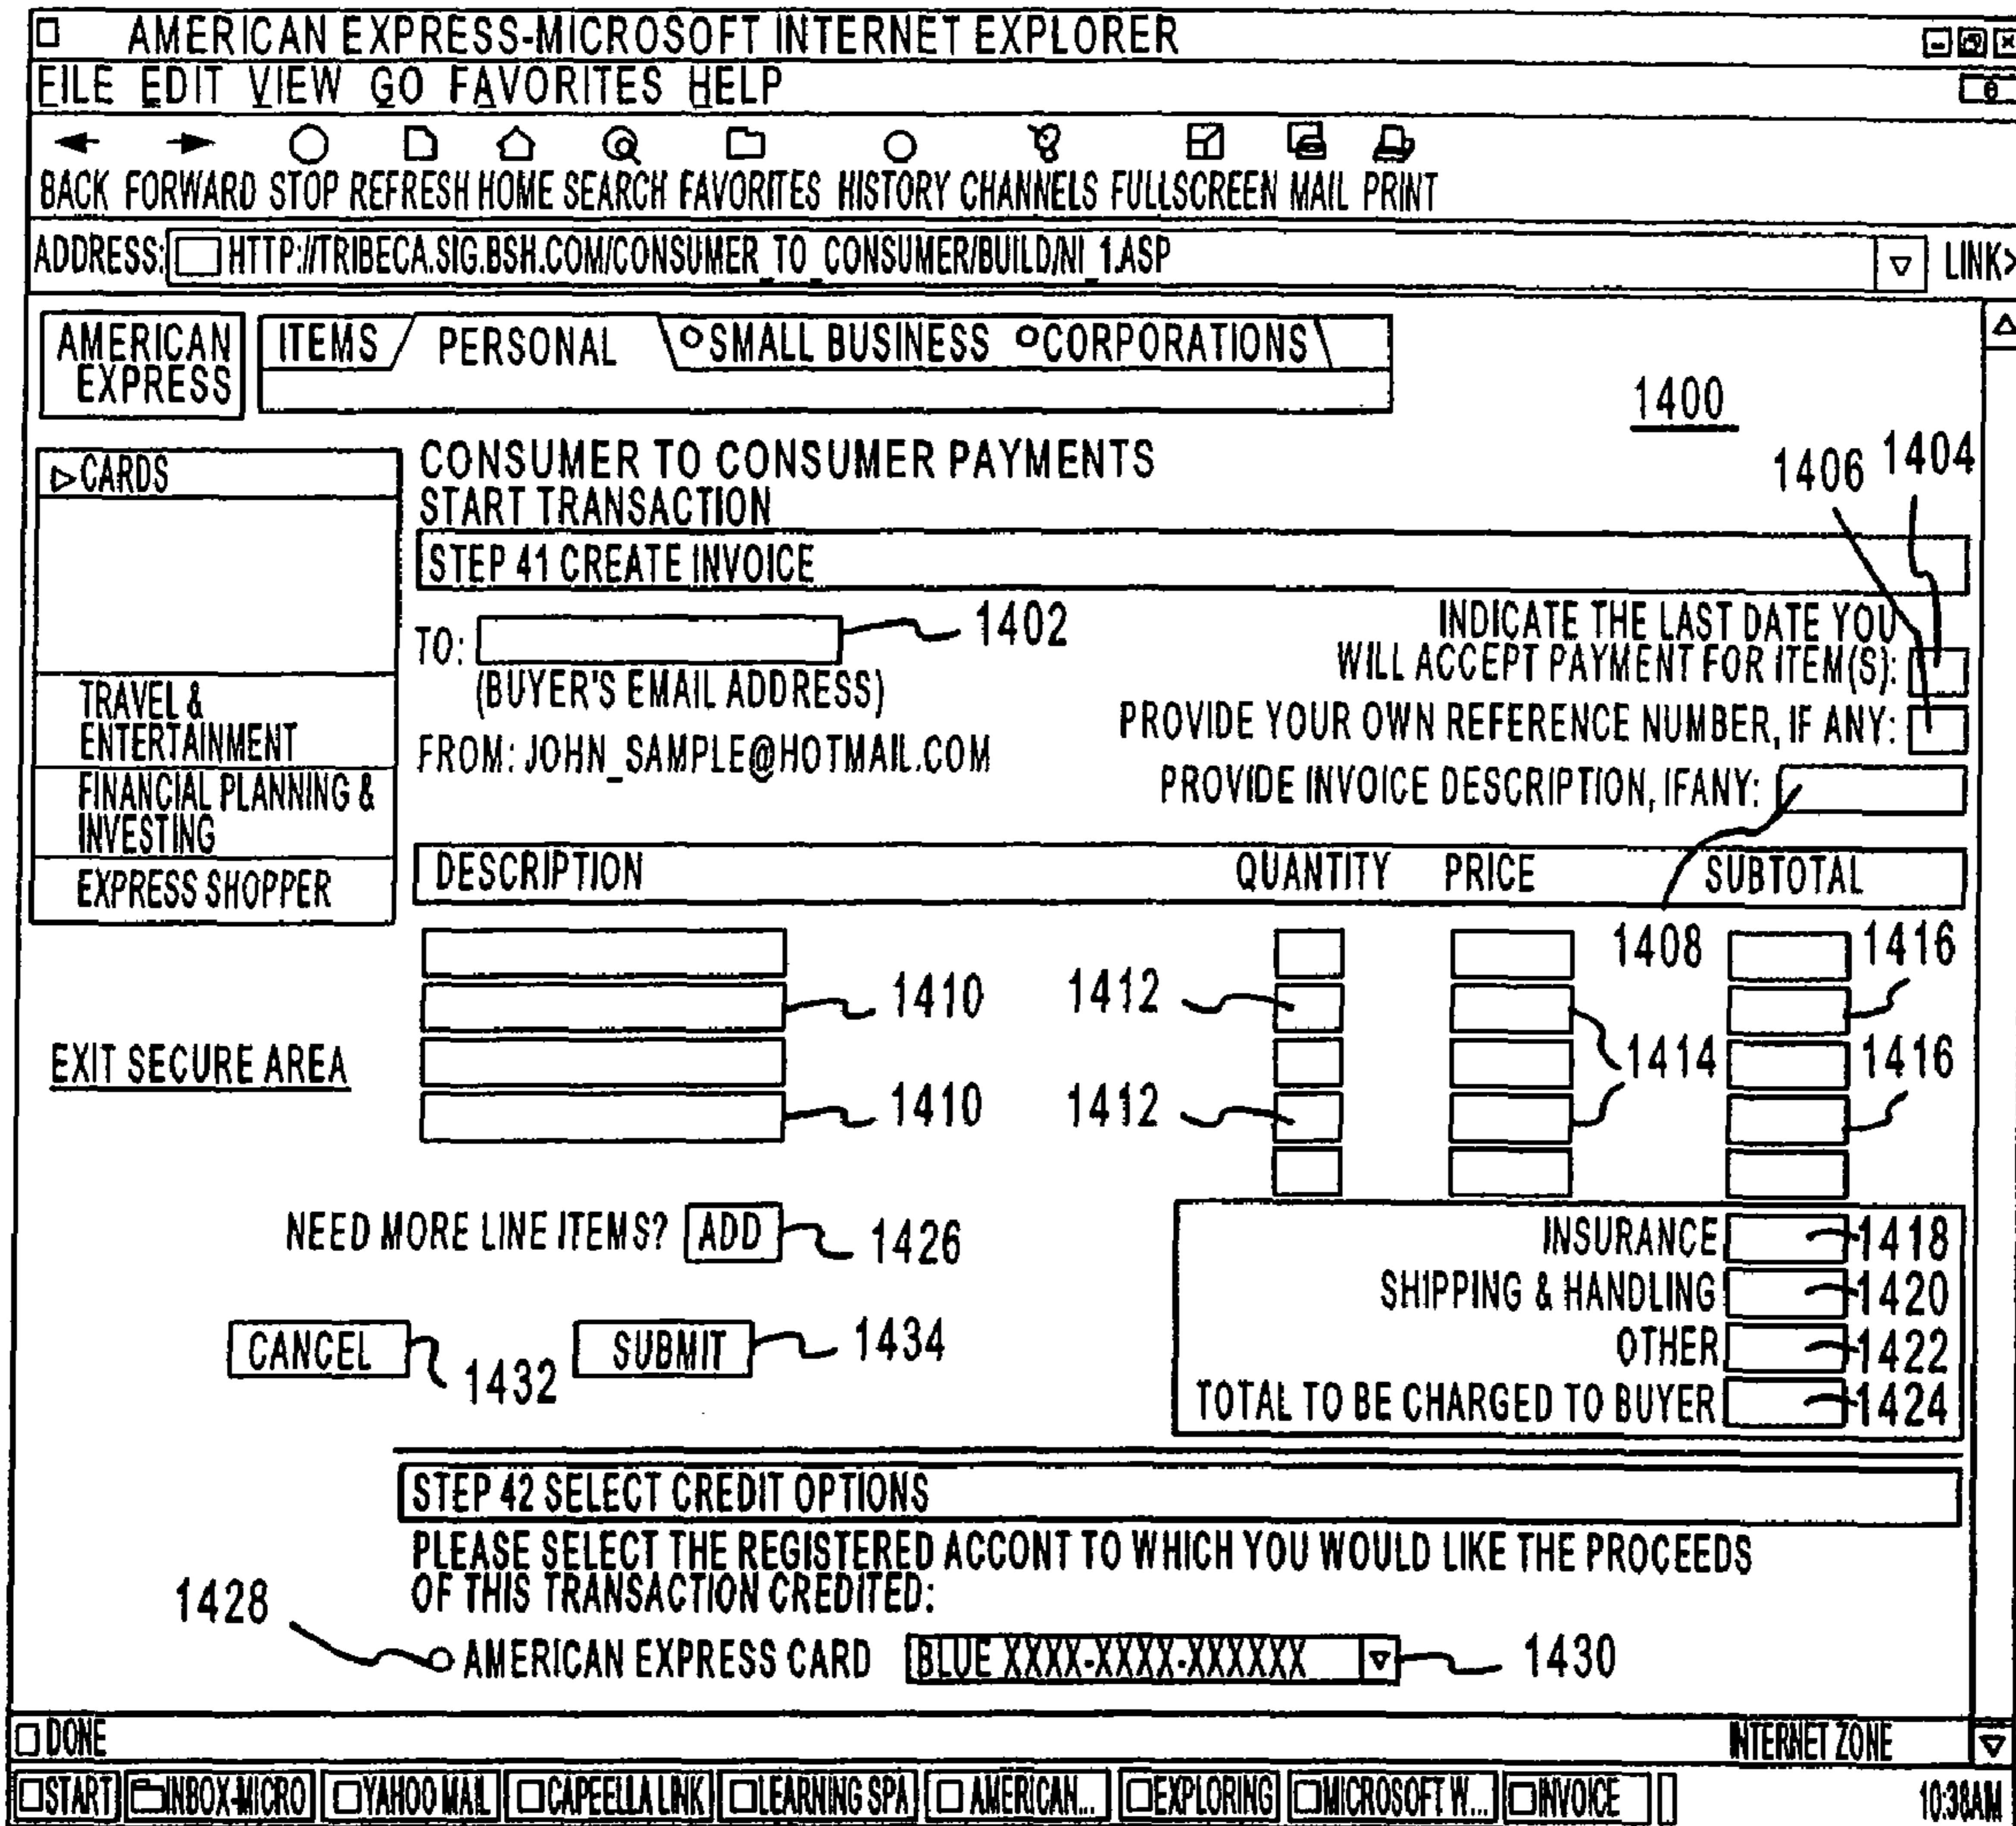 AMERICAN EXPRESS-MICROSOFT INTERNET EXPLORER
FILE EDIT VIEW GO FAVORITES HELP
BACK FORWARD STOP REFRESH HOME SEARCH FAVORITES HISTORY CHANNELS FULLSCREEN MAIL PRINT
ADDRESS: HTTP://TRIBECA.SIG.BSH.COM/CONSUMER_TO_CONSUMER/BUILD/NI_1.ASP LINK>
AMERICAN EXPRESS
ITEMS PERSONAL SMALL BUSINESS CORPORATIONS
1400
CARDS
TRAVEL & ENTERTAINMENT
FINANCIAL PLANNING & INVESTING
EXPRESS SHOPPER
EXIT SECURE AREA
CONSUMER TO CONSUMER PAYMENTS
START TRANSACTION
1406 1404
STEP 41 CREATE INVOICE
TO: 1402
(BUYER'S EMAIL ADDRESS)
FROM: JOHN_SAMPLE@HOTMAIL.COM
INDICATE THE LAST DATE YOU
WILL ACCEPT PAYMENT FOR ITEM(S):
PROVIDE YOUR OWN REFERENCE NUMBER, IF ANY:
PROVIDE INVOICE DESCRIPTION, IFANY:
DESCRIPTION QUANTITY PRICE SUBTOTAL
1408 1416
1410 1412
1414 1416
1410 1412
NEED MORE LINE ITEMS? ADD 1426
INSURANCE 1418
SHIPPING & HANDLING 1420
OTHER 1422
TOTAL TO BE CHARGED TO BUYER 1424
CANCEL 1432 SUBMIT 1434
STEP 42 SELECT CREDIT OPTIONS
PLEASE SELECT THE REGISTERED ACCONT TO WHICH YOU WOULD LIKE THE PROCEEDS
OF THIS TRANSACTION CREDITED:
1428
AMERICAN EXPRESS CARD BLUE XXXX-XXXX-XXXXXX 1430
DONE INTERNET ZONE
START INBOX-MICRO YAHOO MAIL CAPEELLA LINK LEARNING SPA AMERICAN... EXPLORING MICROSOFT W... INVOICE 10:38AM